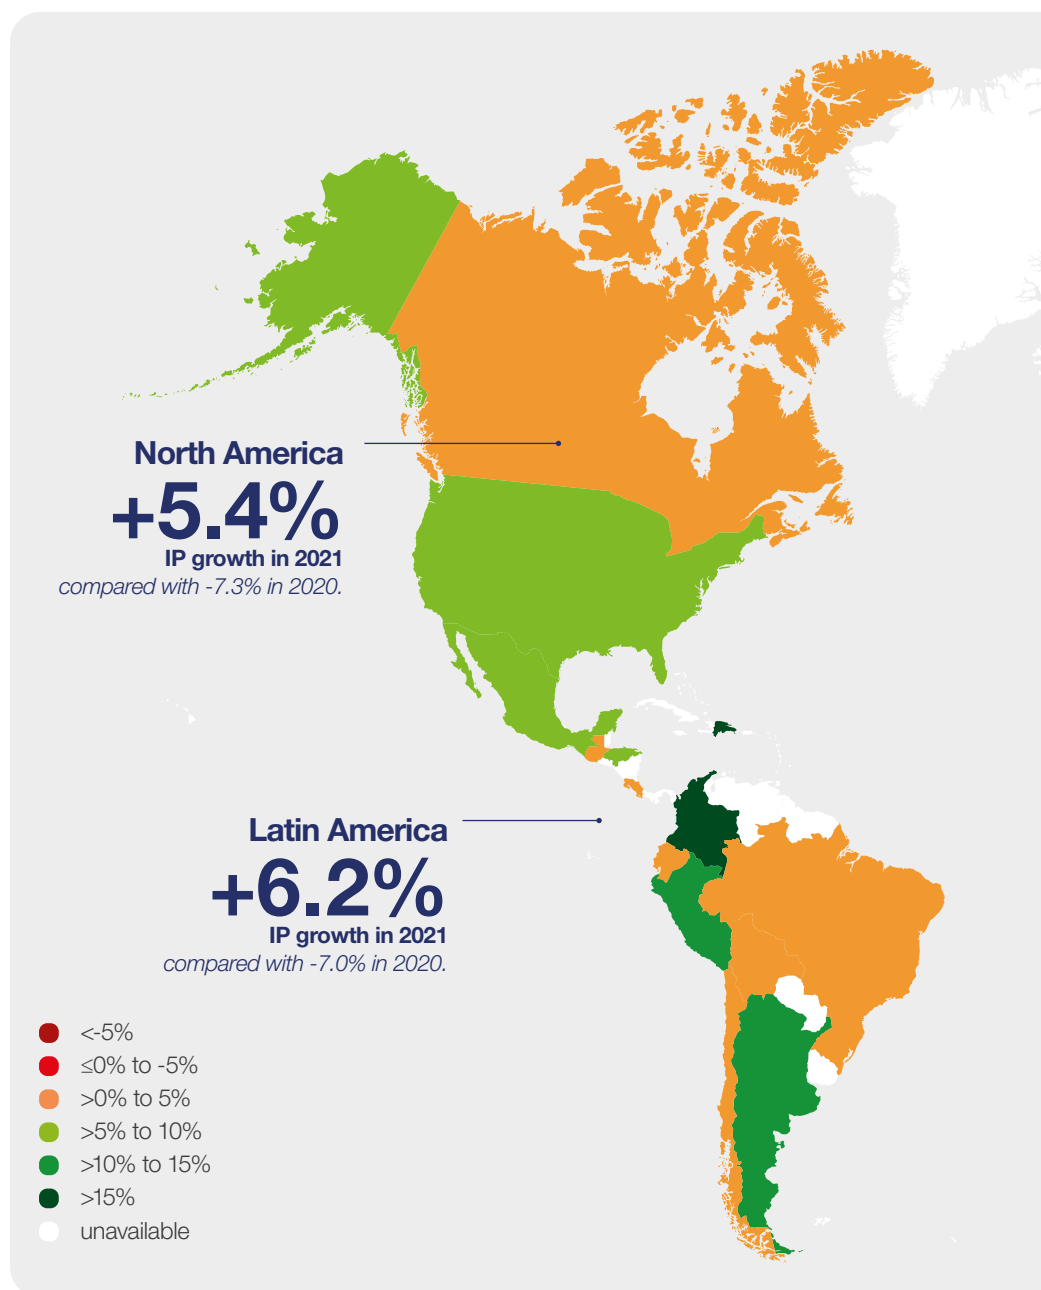 North America
+5.4%
IP growth in 2021
compared with -7.3% in 2020.
Latin America
+6.2%
IP growth in 2021
compared with -7.0% in 2020.
<-5%
≤0% to -5%
>0% to 5%
>5% to 10%
>10% to 15%
>15%
unavailable